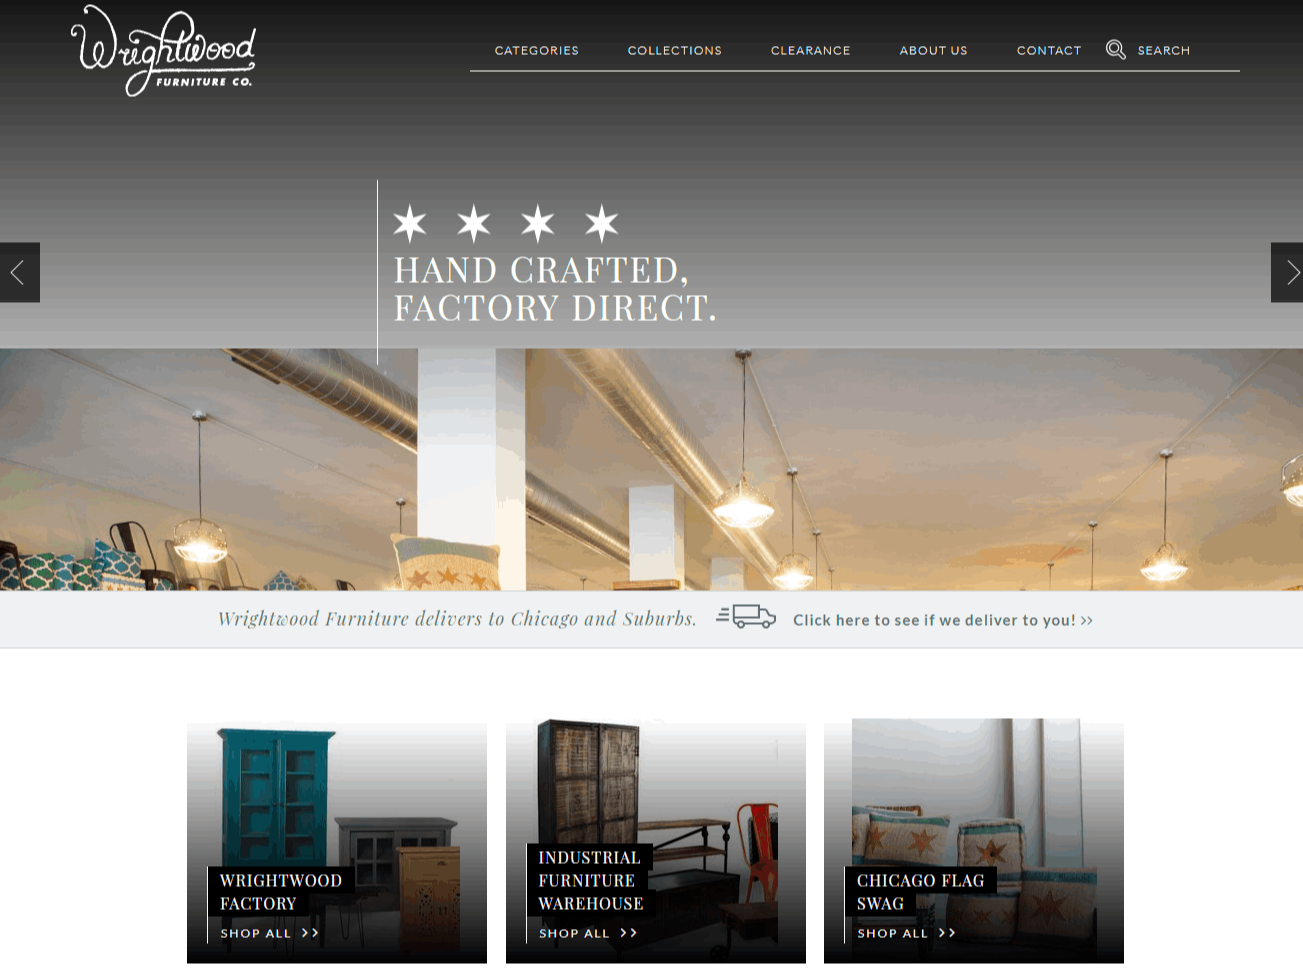 Wrightwood
FURNITURE CO.
CATEGORIES
COLLECTIONS
CLEARANCE
ABOUT US
CONTACT
SEARCH
HAND CRAFTED,
FACTORY DIRECT.
Wrightwood Furniture delivers to Chicago and Suburbs.
Click here to see if we deliver to you! >>
WRIGHTWOOD
FACTORY
SHOP ALL >>
INDUSTRIAL
FURNITURE
WAREHOUSE
SHOP ALL >>
CHICAGO FLAG
SWAG
SHOP ALL >>